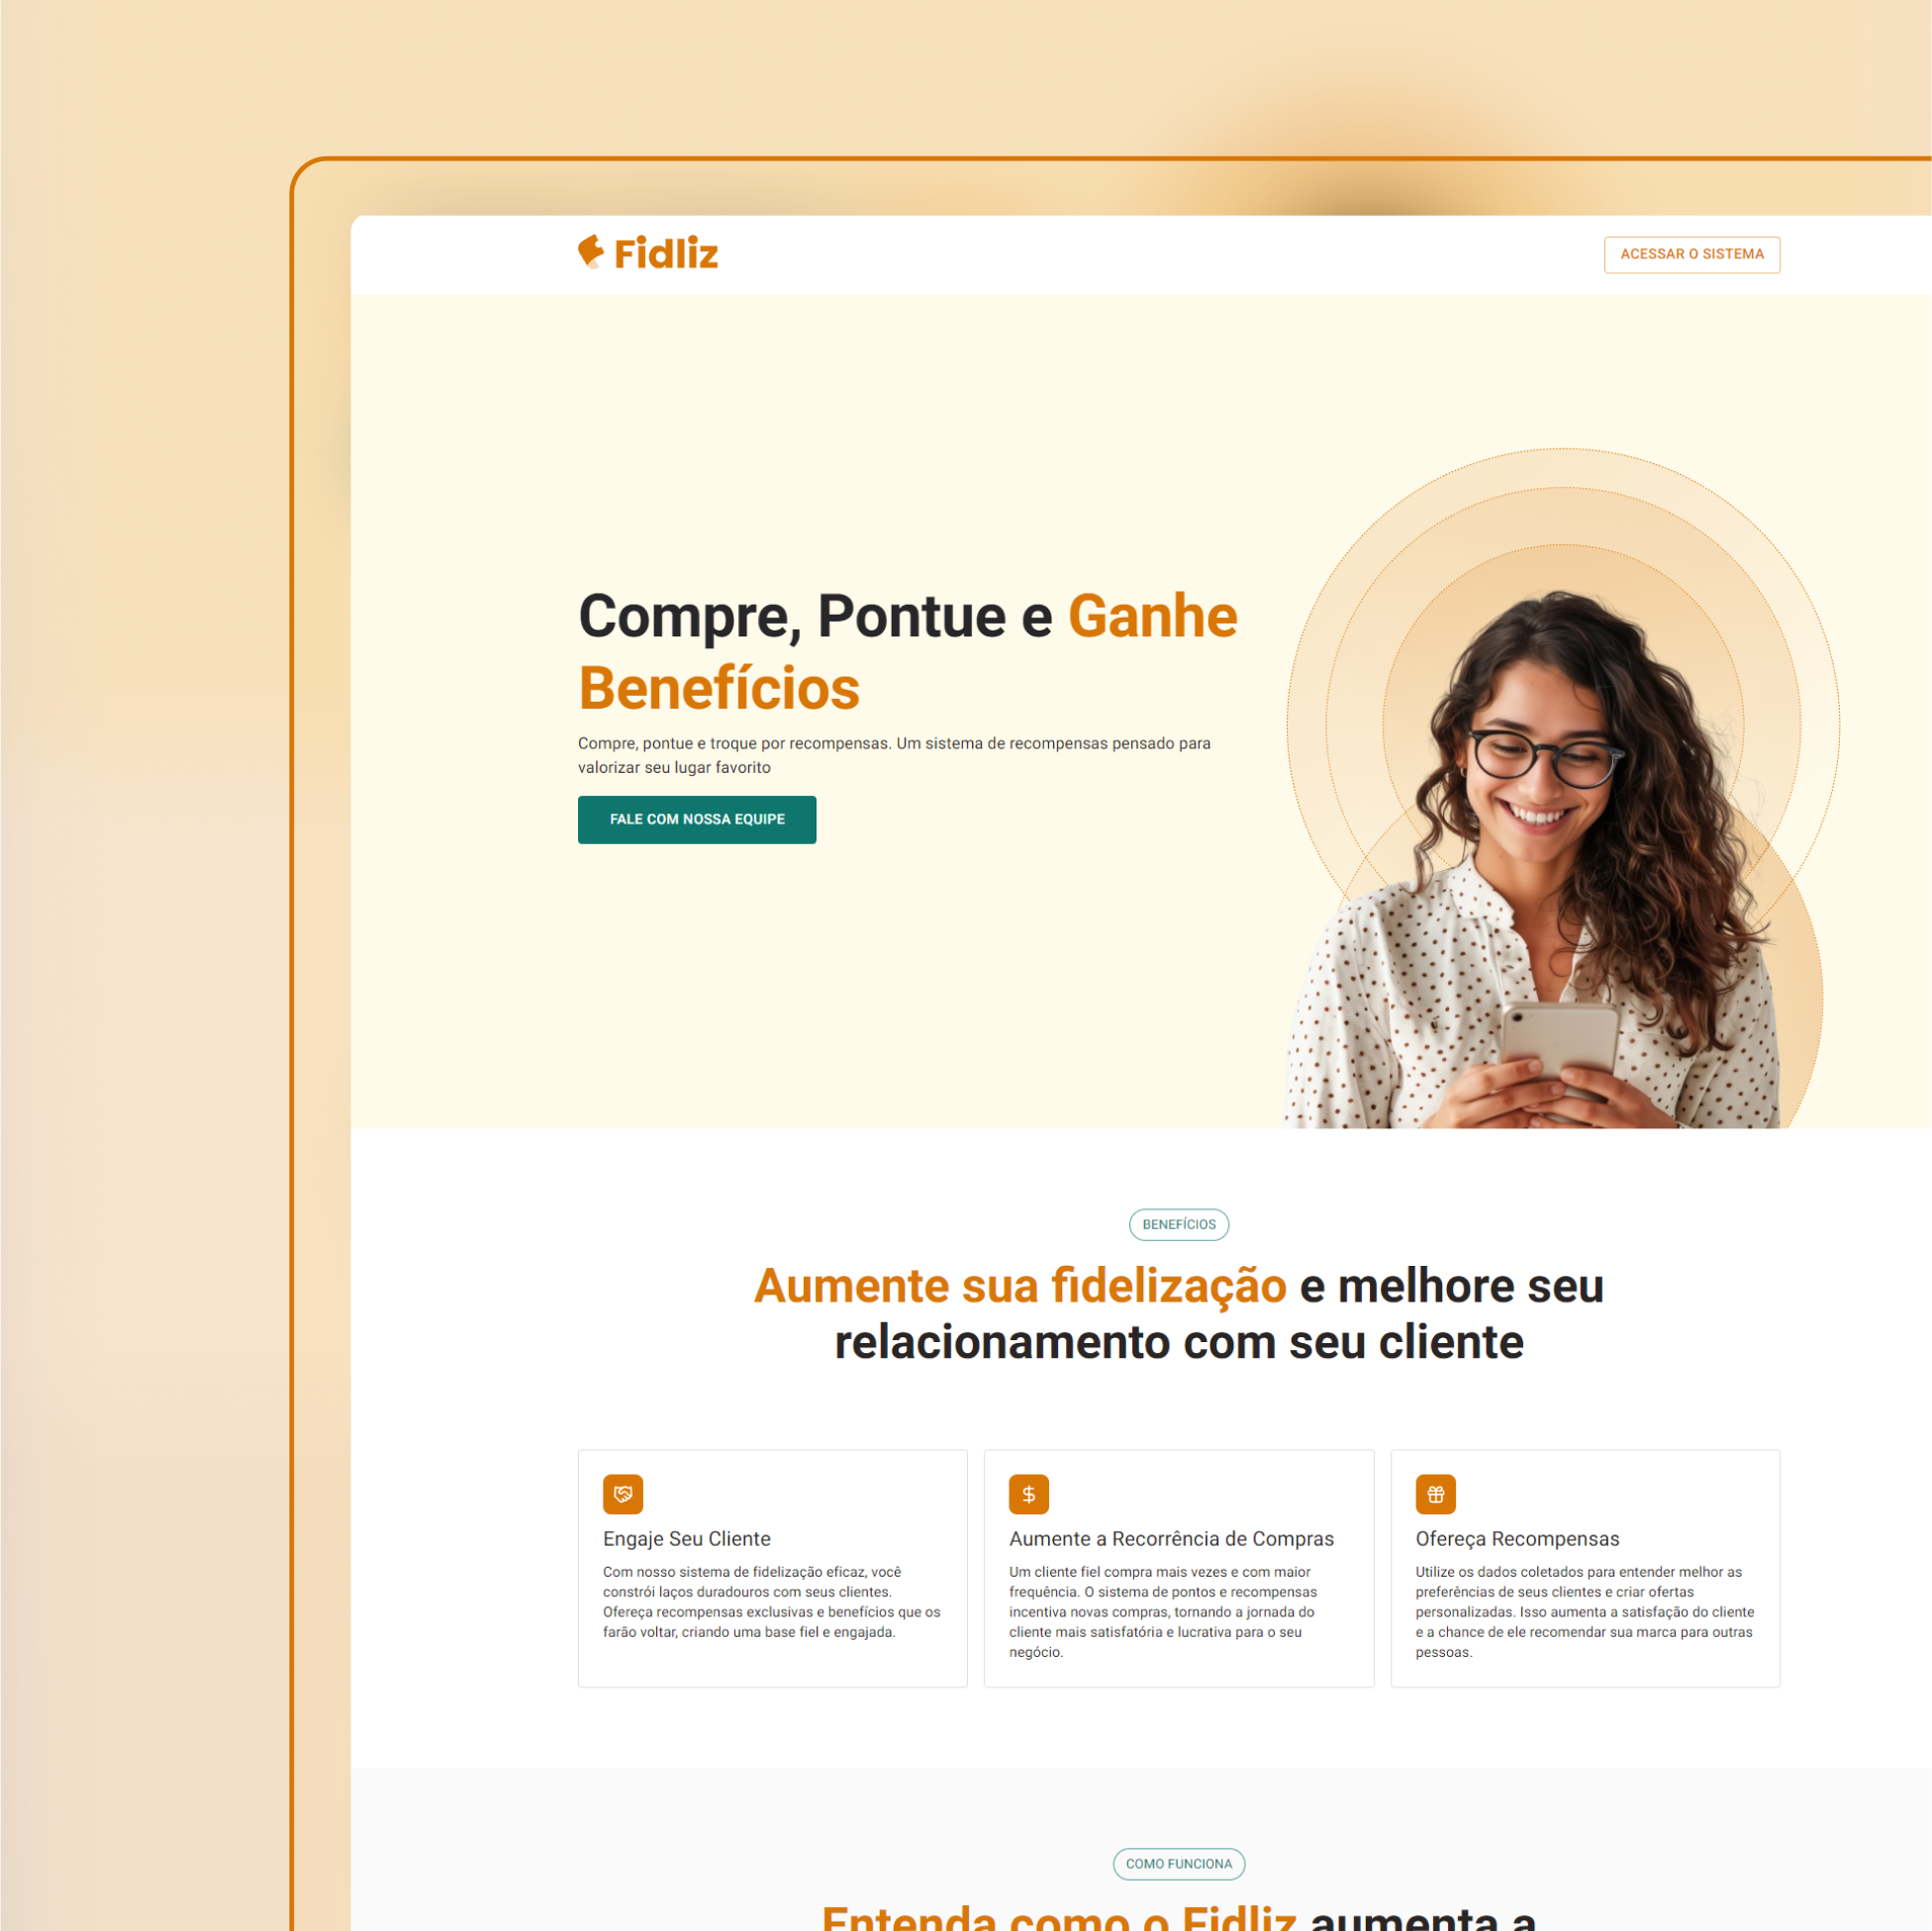 Fidliz
ACESSAR O SISTEMA
Compre, Pontue e Ganhe
Benefícios
Compre, pontue e troque por recompensas. Um sistema de recompensas pensado para
valorizar seu lugar favorito
FALE COM NOSSA EQUIPE
BENEFÍCIOS
Aumente sua fidelização e melhore seu
relacionamento com seu cliente
Engaje Seu Cliente
Com nosso sistema de fidelização eficaz, você
constrói laços duradouros com seus clientes.
Ofereça recompensas exclusivas e benefícios que os
farão voltar, criando uma base fiel e engajada.
Aumente a Recorrência de Compras
Um cliente fiel compra mais vezes e com maior
frequência. O sistema de pontos e recompensas
incentiva novas compras, tornando a jornada do
cliente mais satisfatória e lucrativa para o seu
negócio.
Ofereça Recompensas
Utilize os dados coletados para entender melhor as
preferências de seus clientes e criar ofertas
personalizadas. Isso aumenta a satisfação do cliente
e a chance de ele recomendar sua marca para outras
pessoas.
COMO FUNCIONA
Entenda como o Fidliz aumenta a